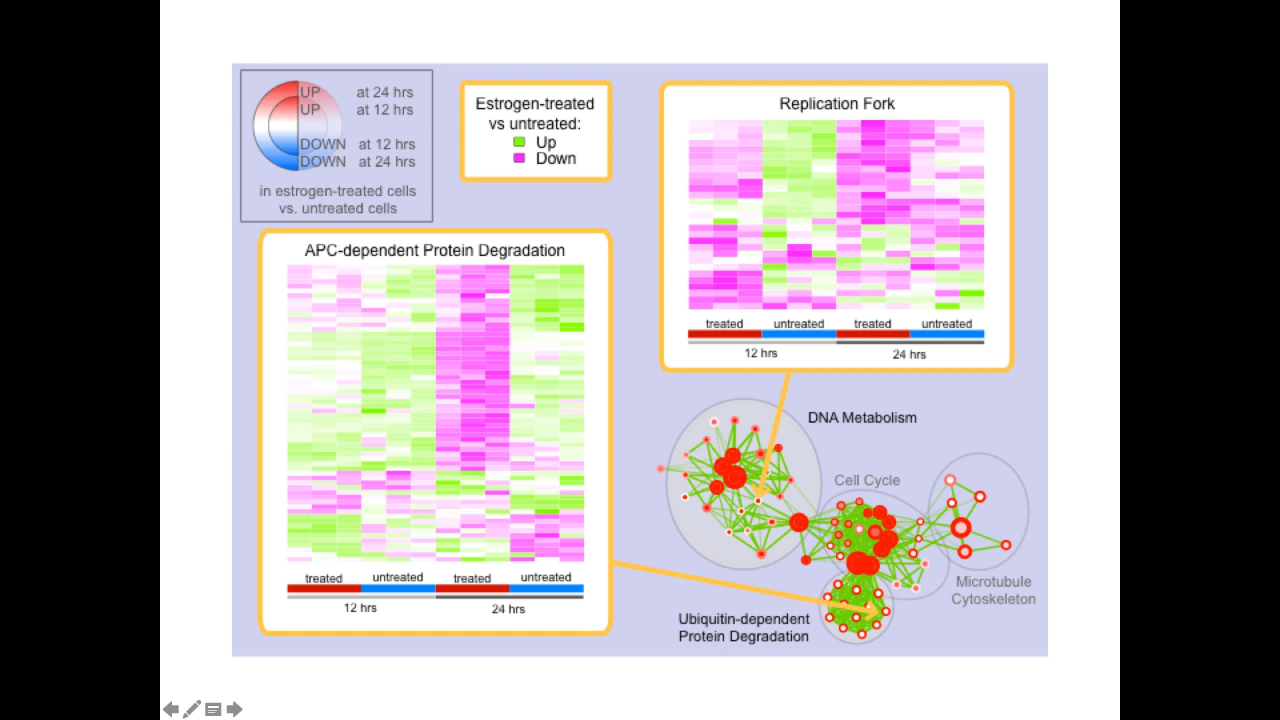 UP at 24 hrs
UP at 12 hrs
DOWN at 12 hrs
DOWN at 24 hrs
in estrogen-treated cells
vs. untreated cells
Estrogen-treated
vs untreated:
Up
Down
Replication Fork
treated untreated treated untreated
12 hrs 24 hrs
APC-dependent Protein Degradation
treated untreated treated untreated
12 hrs 24 hrs
DNA Metabolism
Cell Cycle
Microtubule
Cytoskeleton
Ubiquitin-dependent
Protein Degradation